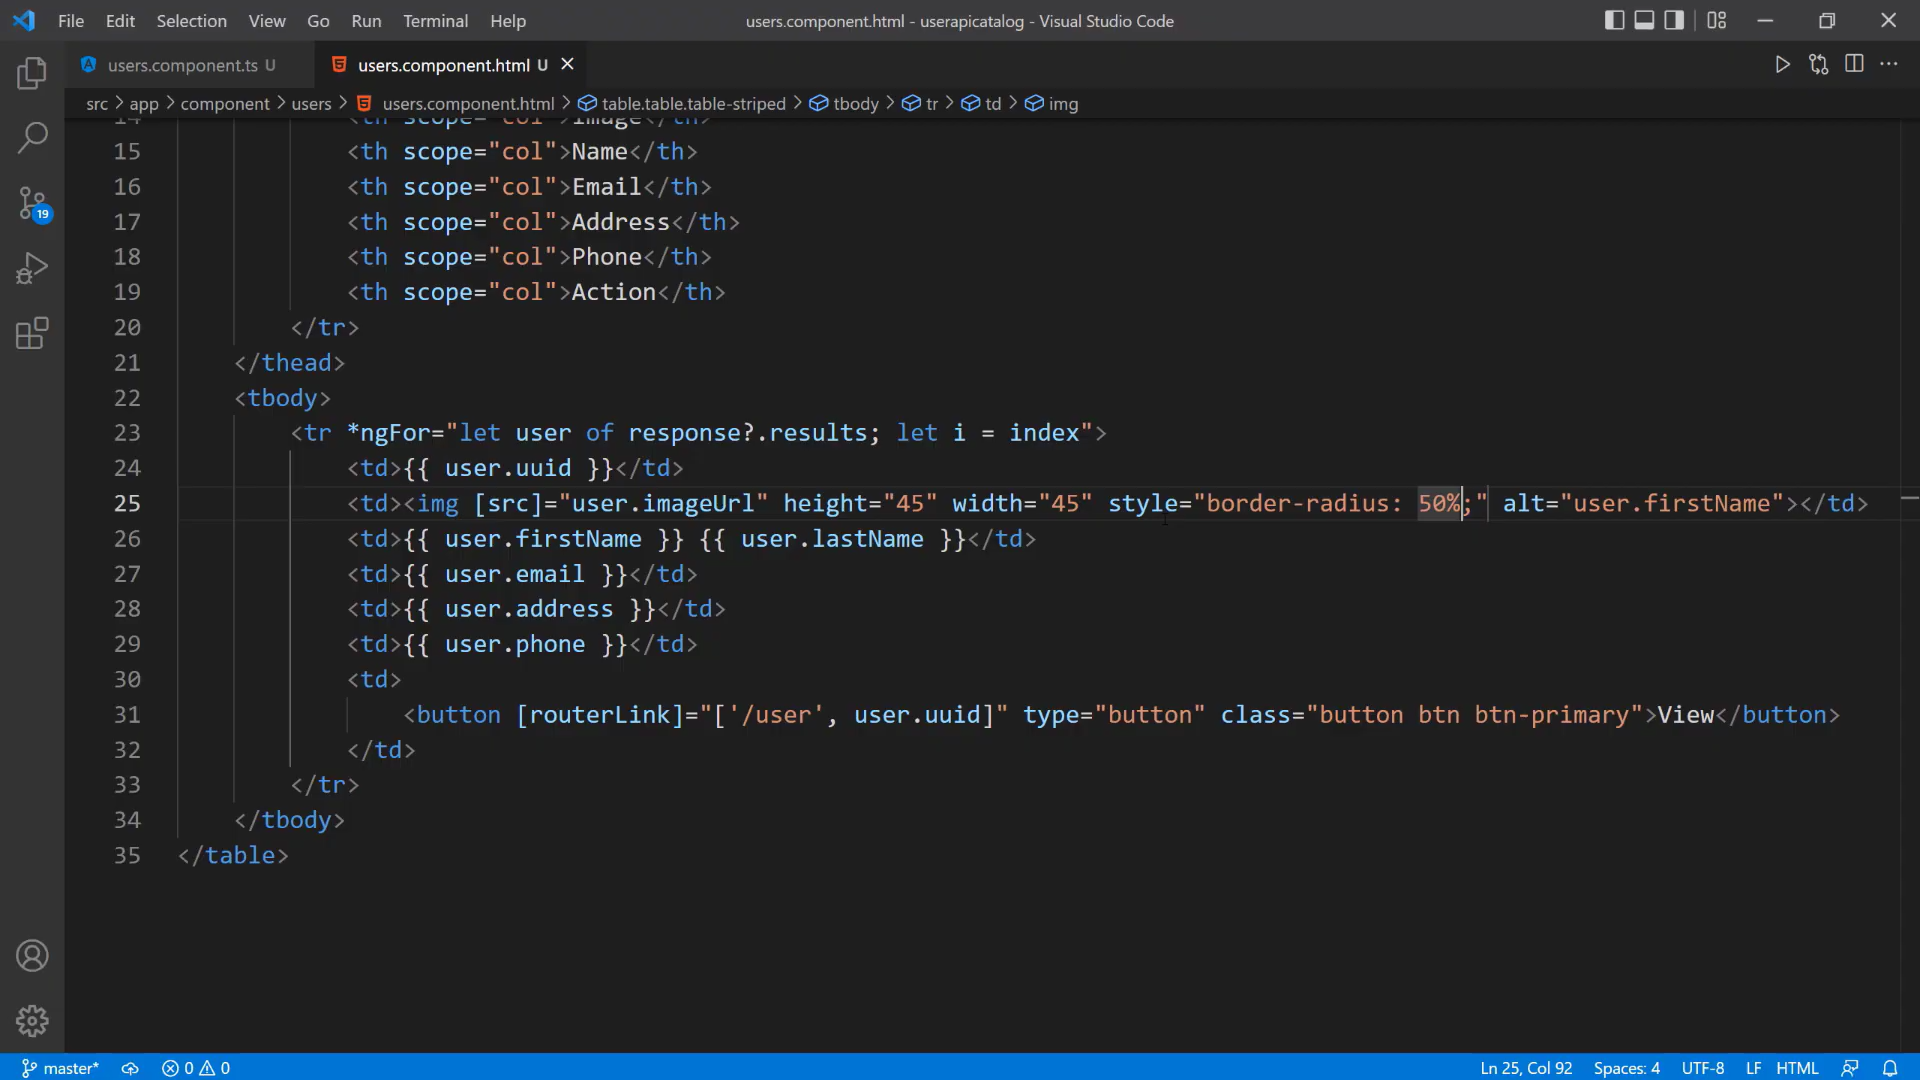 File Edit Selection View Go Run Terminal Help users.component.html - userapicatalog - Visual Studio Code
users.component.ts U users.component.html U
src > app > component > users > users.component.html > table.table.table-striped > tbody > tr > td > img
14 <th scope="col">Image</th>
15 <th scope="col">Name</th>
16 <th scope="col">Email</th>
17 <th scope="col">Address</th>
18 <th scope="col">Phone</th>
19 <th scope="col">Action</th>
20 </tr>
21 </thead>
22 <tbody>
23 <tr *ngFor="let user of response?.results; let i = index">
24 <td>{{ user.uuid }}</td>
25 <td><img [src]="user.imageUrl" height="45" width="45" style="border-radius: 50%;" alt="user.firstName"></td>
26 <td>{{ user.firstName }} {{ user.lastName }}</td>
27 <td>{{ user.email }}</td>
28 <td>{{ user.address }}</td>
29 <td>{{ user.phone }}</td>
30 <td>
31 <button [routerLink]="['/user', user.uuid]" type="button" class="button btn btn-primary">View</button>
32 </td>
33 </tr>
34 </tbody>
35 </table>
19
master* 0 0 Ln 25, Col 92 Spaces: 4 UTF-8 LF HTML